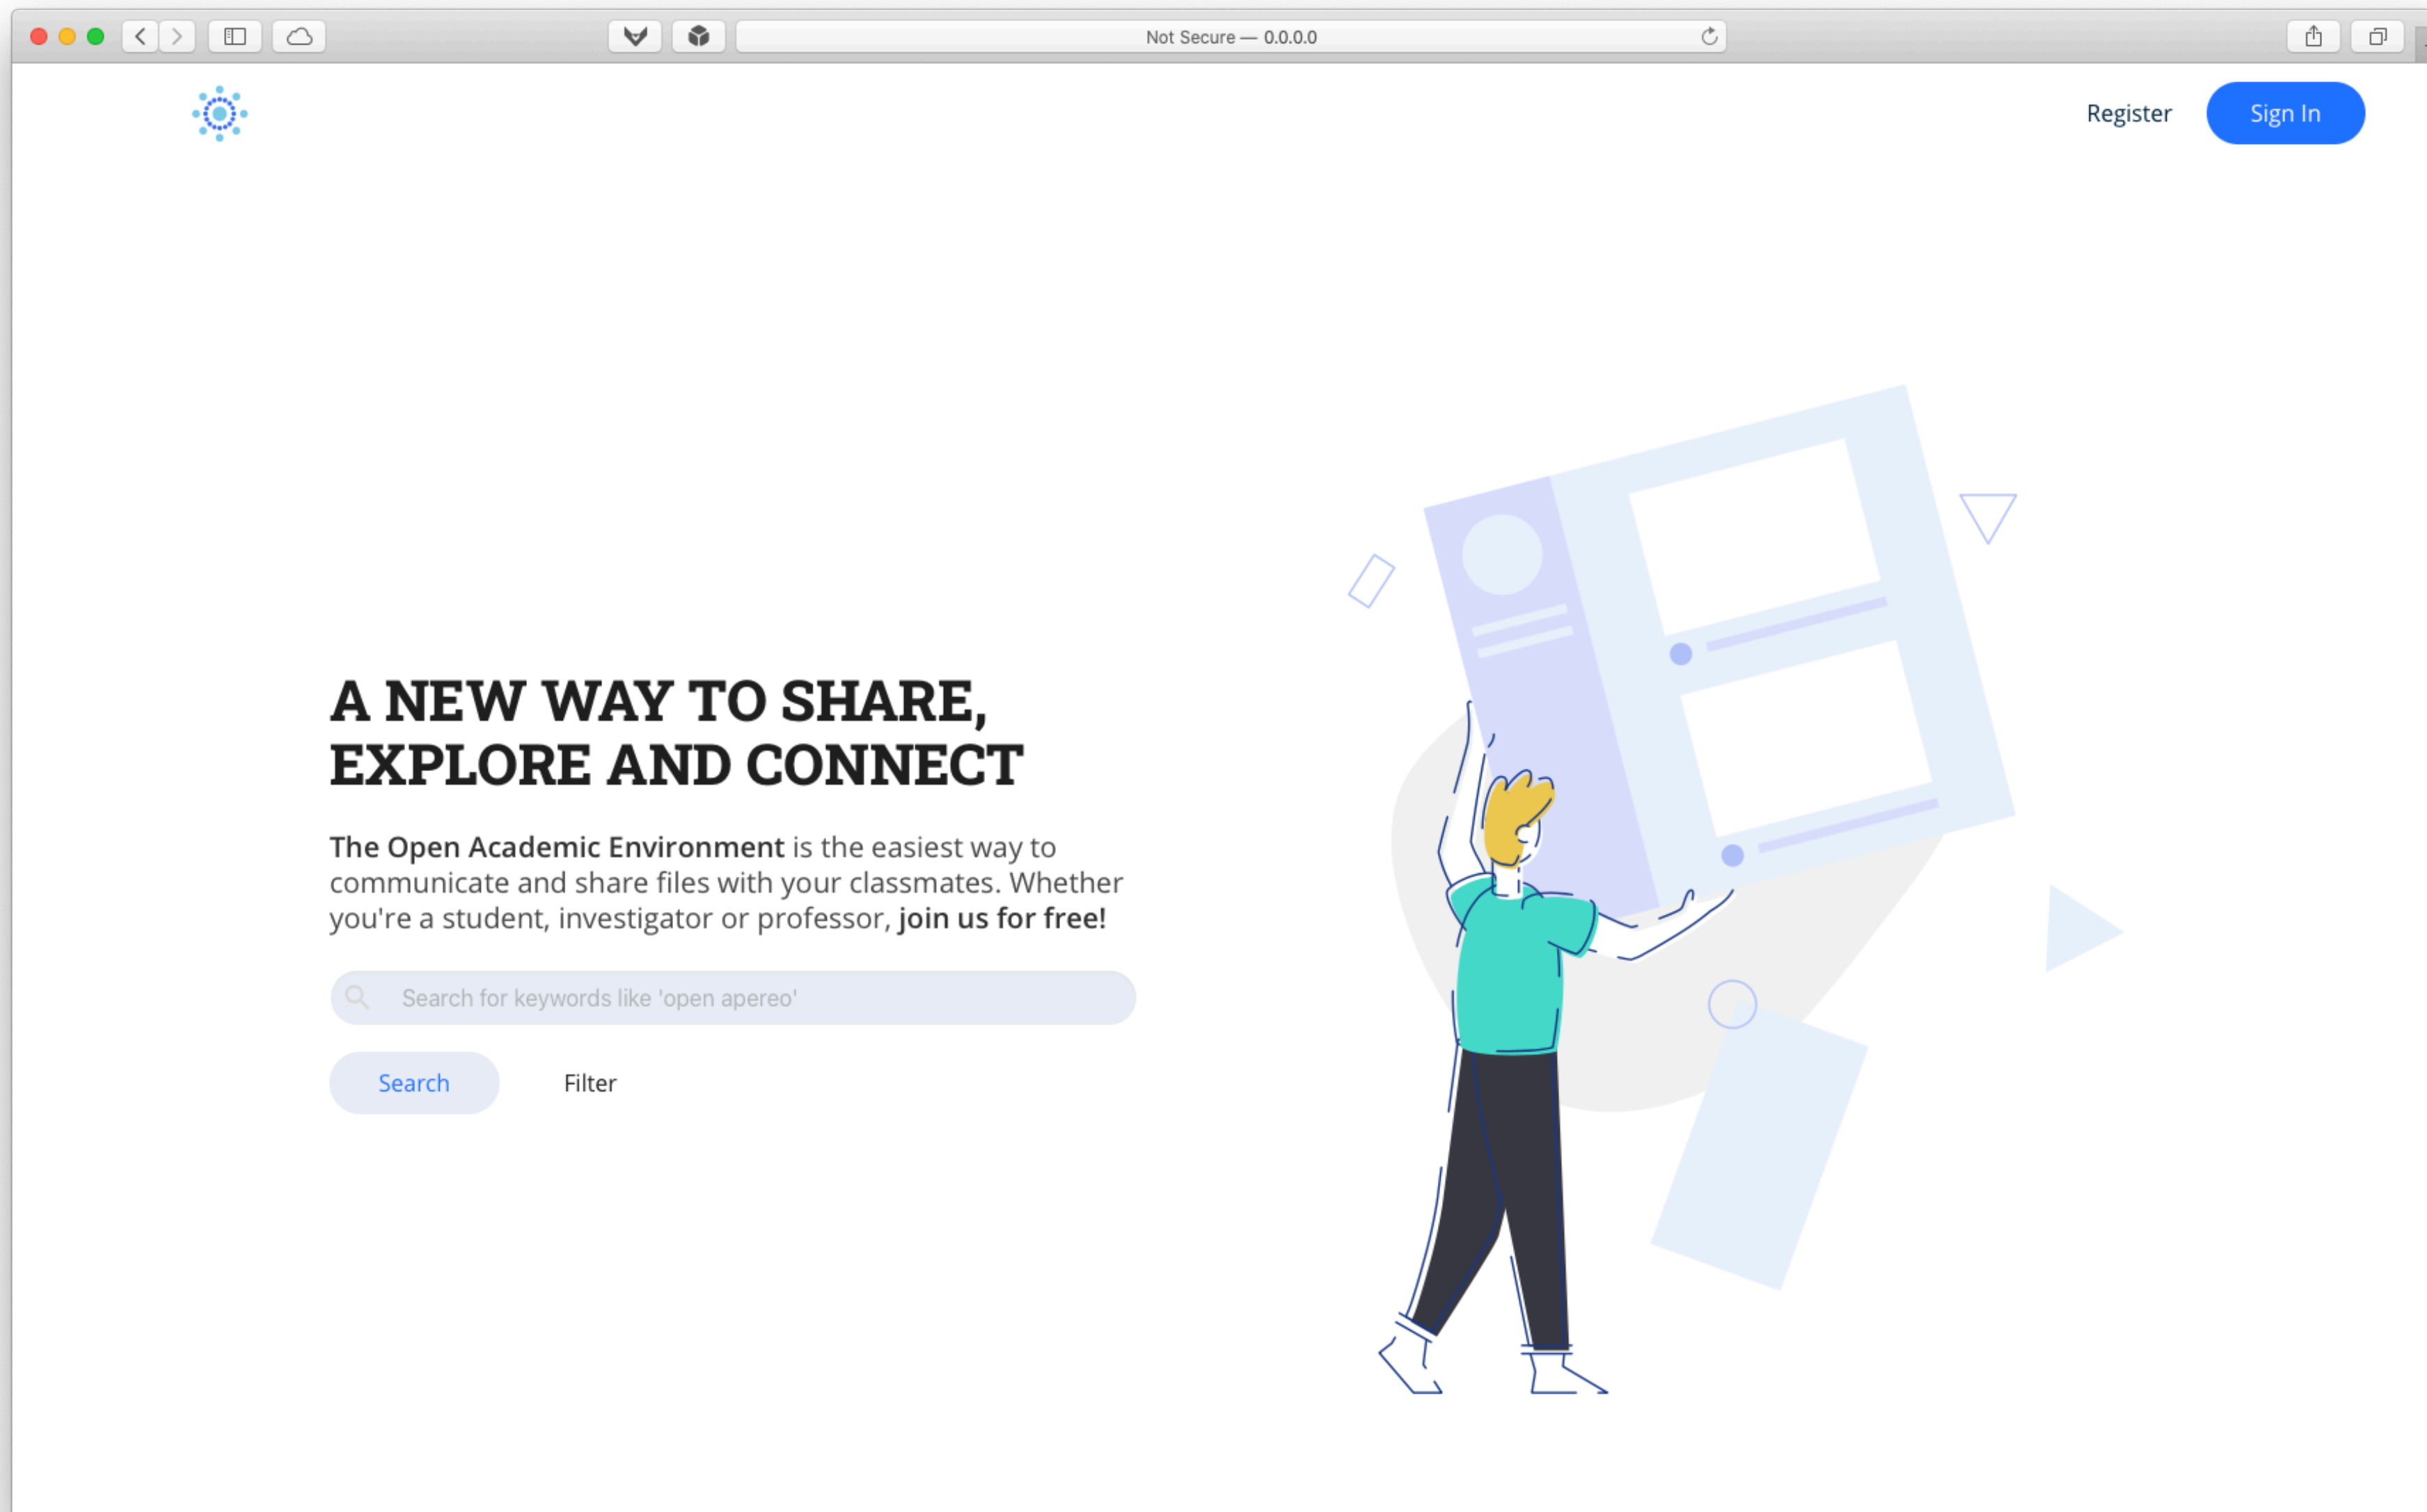 Not Secure — 0.0.0.0
Register
Sign In
A NEW WAY TO SHARE,
EXPLORE AND CONNECT
The Open Academic Environment is the easiest way to
communicate and share files with your classmates. Whether
you're a student, investigator or professor, join us for free!
Search for keywords like 'open apereo'
Search
Filter